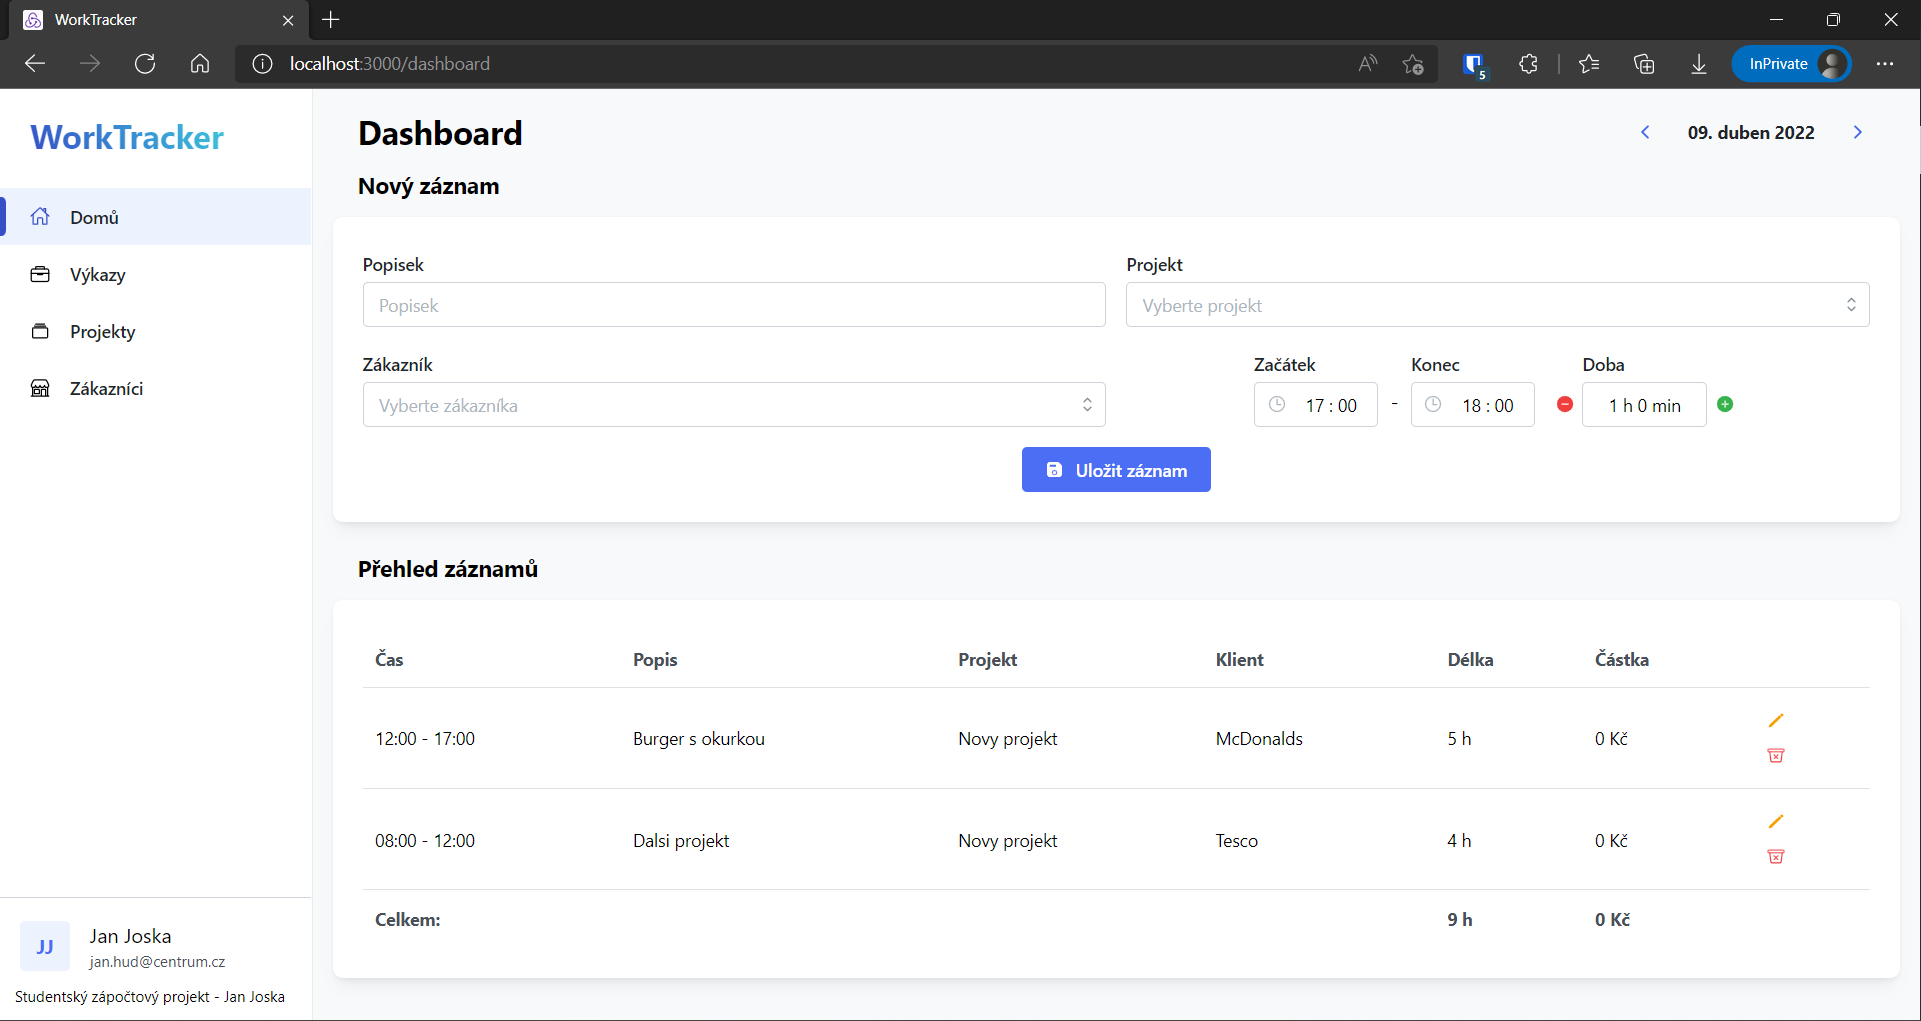 WorkTracker
localhost:3000/dashboard
5
InPrivate
WorkTracker
Domů
Výkazy
Projekty
Zákazníci
JJ
Jan Joska
jan.hud@centrum.cz
Studentský zápočtový projekt - Jan Joska
Dashboard
09. duben 2022
Nový záznam
Popisek
Projekt
Popisek
Vyberte projekt
Zákazník
Začátek
Konec
Doba
Vyberte zákazníka
17 : 00
-
18 : 00
1 h 0 min
Uložit záznam
Přehled záznamů
Čas Popis Projekt Klient Délka Částka
12:00 - 17:00 Burger s okurkou Novy projekt McDonalds 5 h 0 Kč
08:00 - 12:00 Dalsi projekt Novy projekt Tesco 4 h 0 Kč
Celkem: 9 h 0 Kč